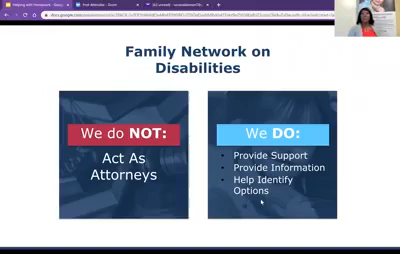 Family Network on
Disabilities
We do NOT:
Act As
Attorneys
We DO:
• Provide Support
• Provide Information
• Help Identify
Options